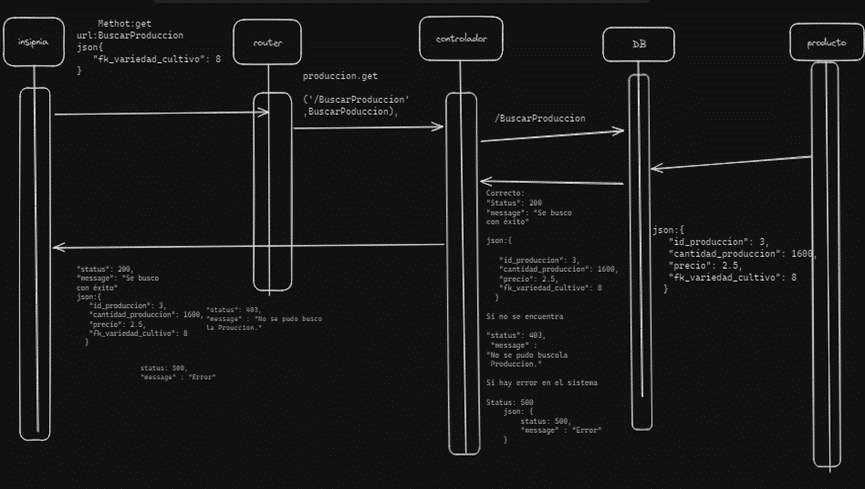 insipnia
Methot:get
url:BuscarProduccion
json{
"fk_variedad_cultivo": 8
}
router
produccion.get
('/BuscarProduccion'
,BuscarPoduccion),
controlador
/BuscarProduccion
DB
producto
json:{
"id_produccion": 3,
"cantidad_produccion": 1600,
"precio": 2.5,
"fk_variedad_cultivo": 8
}
Correcto:
"Status": 200
"message": "Se busco
con éxito"
json:{
"id_produccion": 3,
"cantidad_produccion": 1600,
"precio": 2.5,
"fk_variedad_cultivo": 8
}
Si no se encuentra
"status": 403,
"message" :
"No se pudo buscola
Produccion."
Si hay error en el sistema
Status: 500
json: {
status: 500,
"message" : "Error"
}
"status": 200,
"message": "Se busco
con éxito"
json:{
"id_produccion": 3,
"cantidad_produccion": 1600,
"precio": 2.5,
"fk_variedad_cultivo": 8
}
"status": 403,
"message" : "No se pudo busco
la Prouccion."
status: 500,
"message" : "Error"